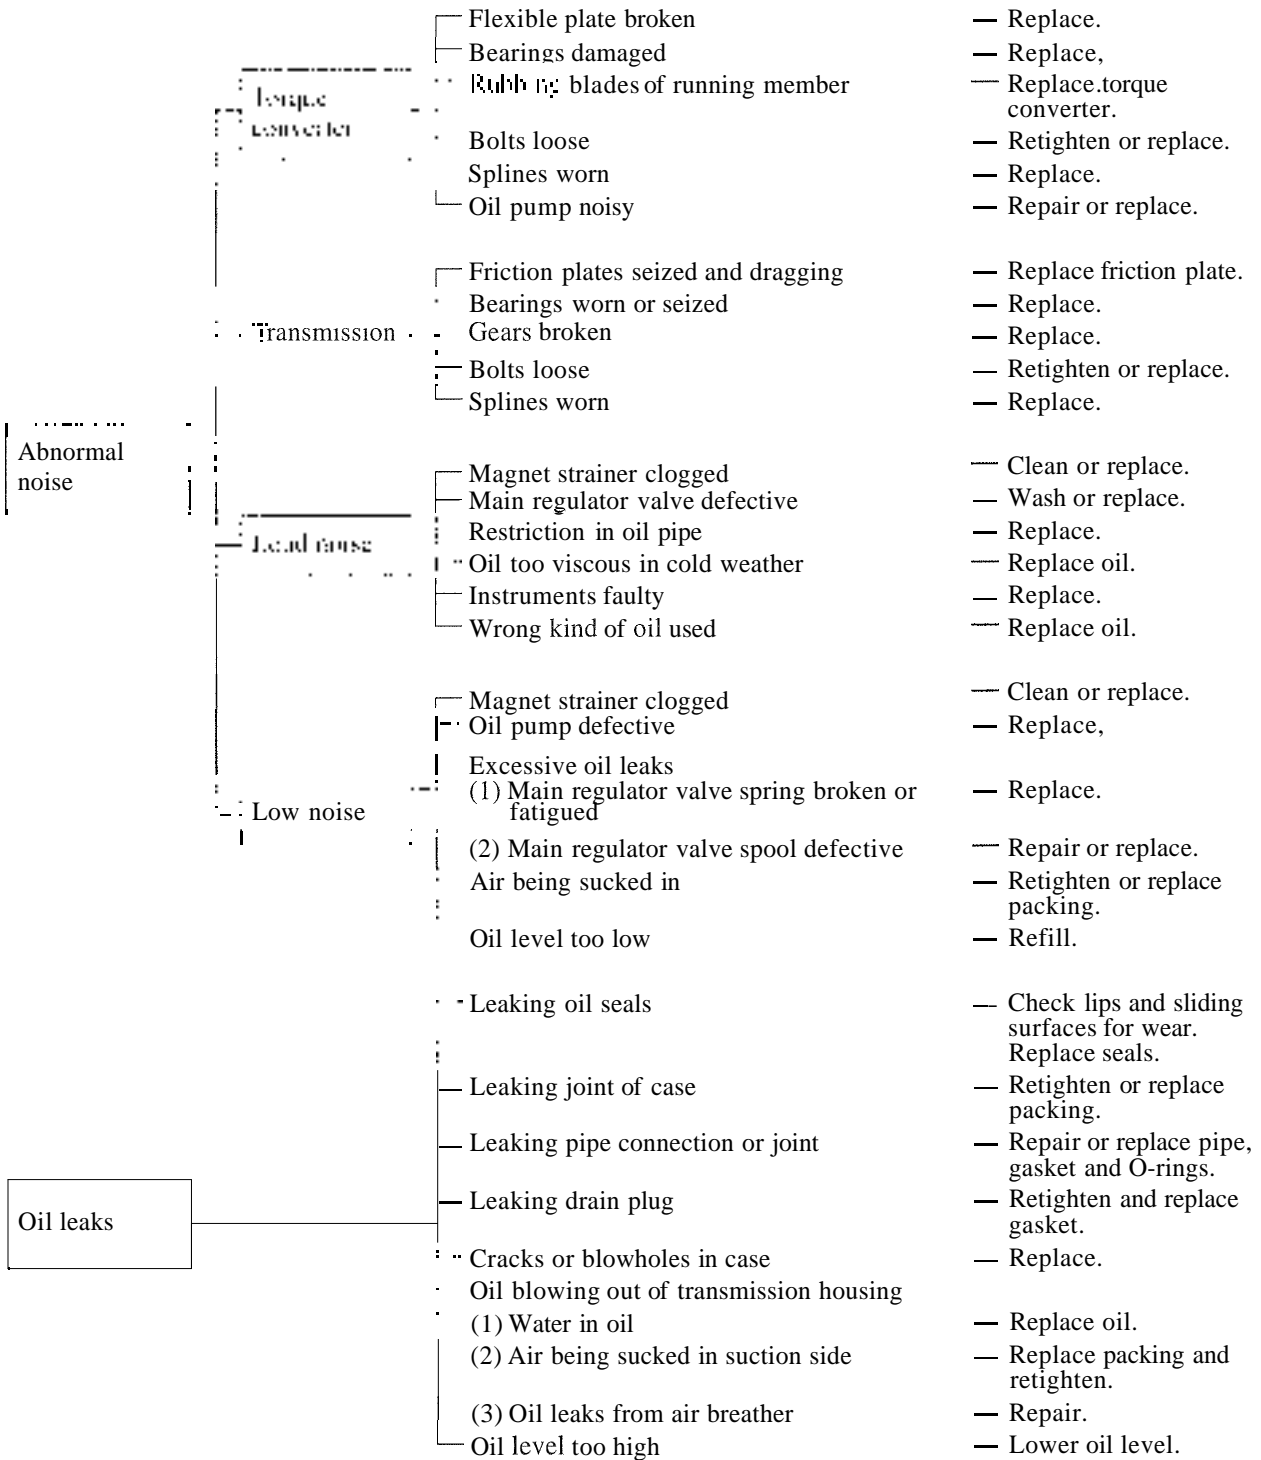 Flexible plate broken — Replace.
Bearings damaged — Replace,
blades of running member — Replace.torque
converter.
Torque
converter
Bolts loose — Retighten or replace.
Splines worn — Replace.
Oil pump noisy — Repair or replace.
Friction plates seized and dragging — Replace friction plate.
Bearings worn or seized — Replace.
Transmission
Gears broken — Replace.
Bolts loose — Retighten or replace.
Splines worn — Replace.
Abnormal
noise
Magnet strainer clogged — Clean or replace.
Main regulator valve defective — Wash or replace.
Restriction in oil pipe — Replace.
Oil too viscous in cold weather — Replace oil.
Instruments faulty — Replace.
Wrong kind of oil used — Replace oil.
Magnet strainer clogged — Clean or replace.
Oil pump defective — Replace,
Excessive oil leaks
(1) Main regulator valve spring broken or — Replace.
fatigued
Low noise
(2) Main regulator valve spool defective — Repair or replace.
Air being sucked in — Retighten or replace
packing.
Oil level too low — Refill.
Leaking oil seals — Check lips and sliding
surfaces for wear.
Replace seals.
Leaking joint of case — Retighten or replace
packing.
Leaking pipe connection or joint — Repair or replace pipe,
gasket and O-rings.
Leaking drain plug — Retighten and replace
gasket.
Oil leaks
Cracks or blowholes in case — Replace.
Oil blowing out of transmission housing
(1) Water in oil — Replace oil.
(2) Air being sucked in suction side — Replace packing and
retighten.
(3) Oil leaks from air breather — Repair.
Oil level too high — Lower oil level.